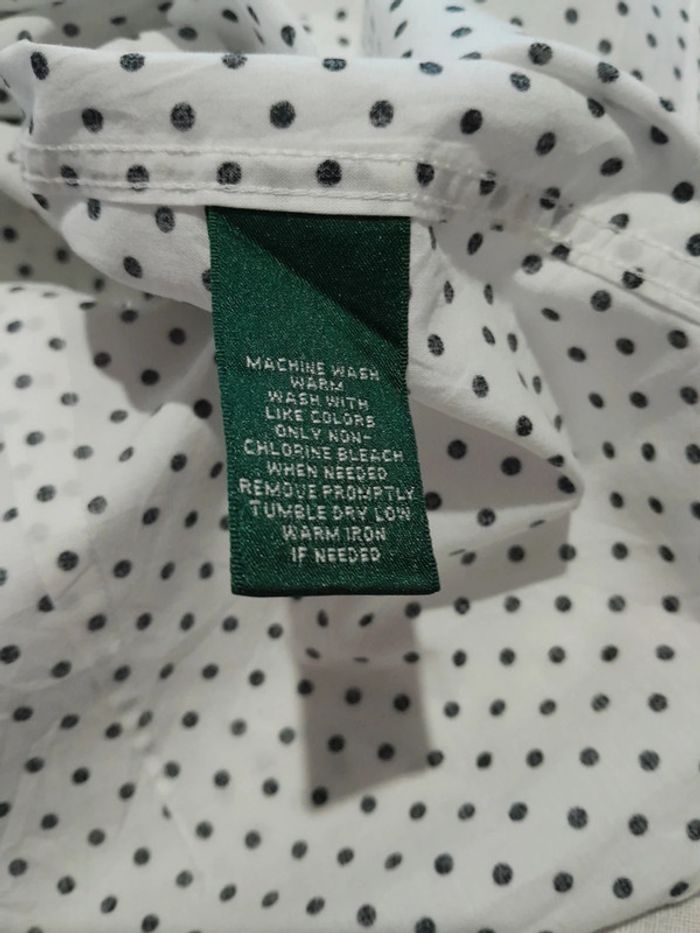 MACHINE WASH
WARM
WASH WITH
LIKE COLORS
ONLY NON-
CHLORINE BLEACH
WHEN NEEDED
REMOVE PROMPTLY
TUMBLE DRY LOW
WARM IRON
IF NEEDED